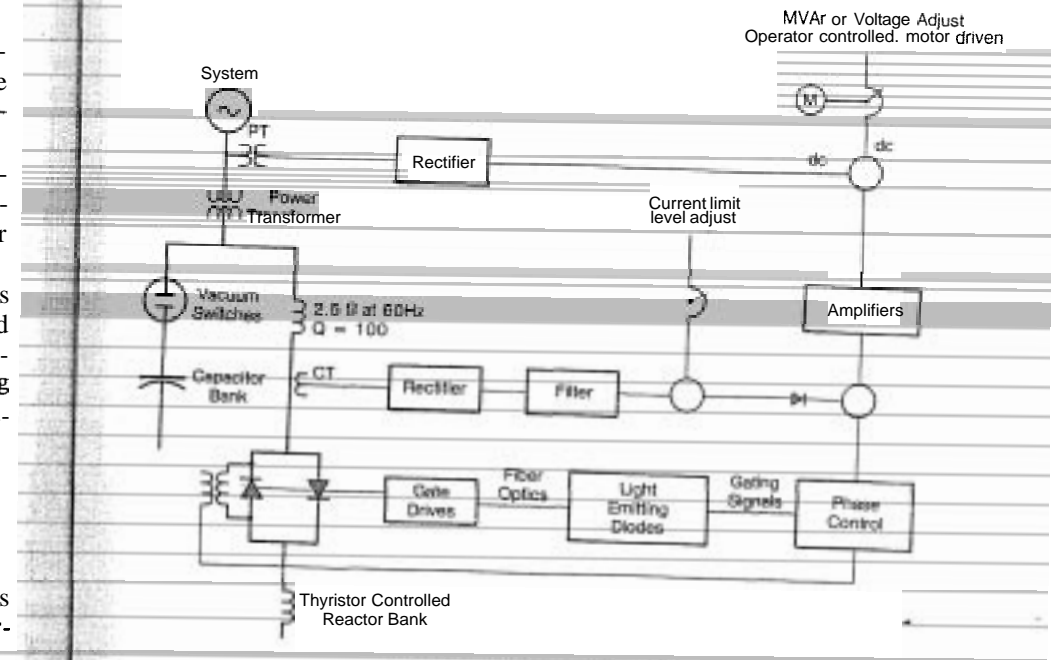 MVAr or Voltage Adjust
Operator controlled. motor driven
System
M
PT
dc
dc
Rectifier
Power
Transformer
Current limit
level adjust
Vacuum
Switches
2.6 Ω at 60Hz
Q = 100
Amplifiers
CT
Capacitor
Bank
Rectifier
Filter
Gate
Drives
Fiber
Optics
Light
Emitting
Diodes
Gating
Signals
Phase
Control
Thyristor Controlled
Reactor Bank